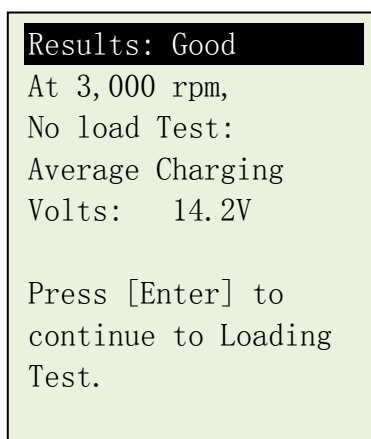 Results: Good
At 3,000 rpm,
No load Test:
Average Charging
Volts: 14.2V
Press [Enter] to
continue to Loading
Test.